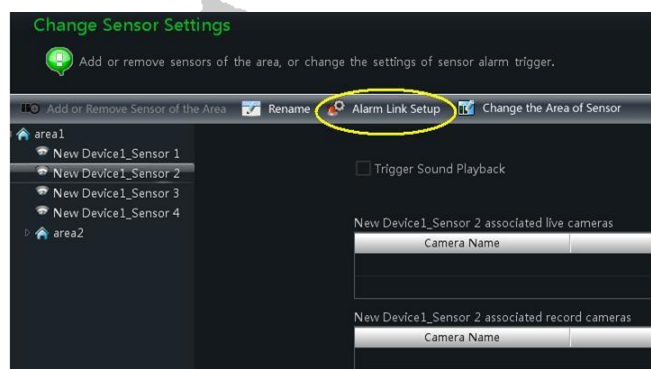 Change Sensor Settings
Add or remove sensors of the area, or change the settings of sensor alarm trigger.
Add or Remove Sensor of the Area Rename Alarm Link Setup Change the Area of Sensor
area1
New Device1_Sensor 1
New Device1_Sensor 2
New Device1_Sensor 3
New Device1_Sensor 4
area2
Trigger Sound Playback
New Device1_Sensor 2 associated live cameras
Camera Name
New Device1_Sensor 2 associated record cameras
Camera Name